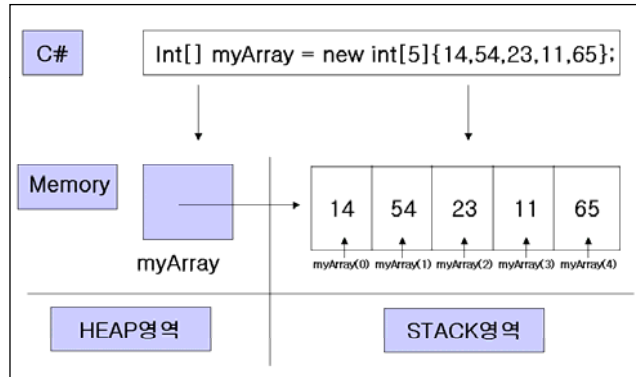 C#
Int[] myArray = new int[5]{14,54,23,11,65};
Memory
14 54 23 11 65
myArray
myArray(0) myArray(1) myArray(2) myArray(3) myArray(4)
HEAP영역
STACK영역